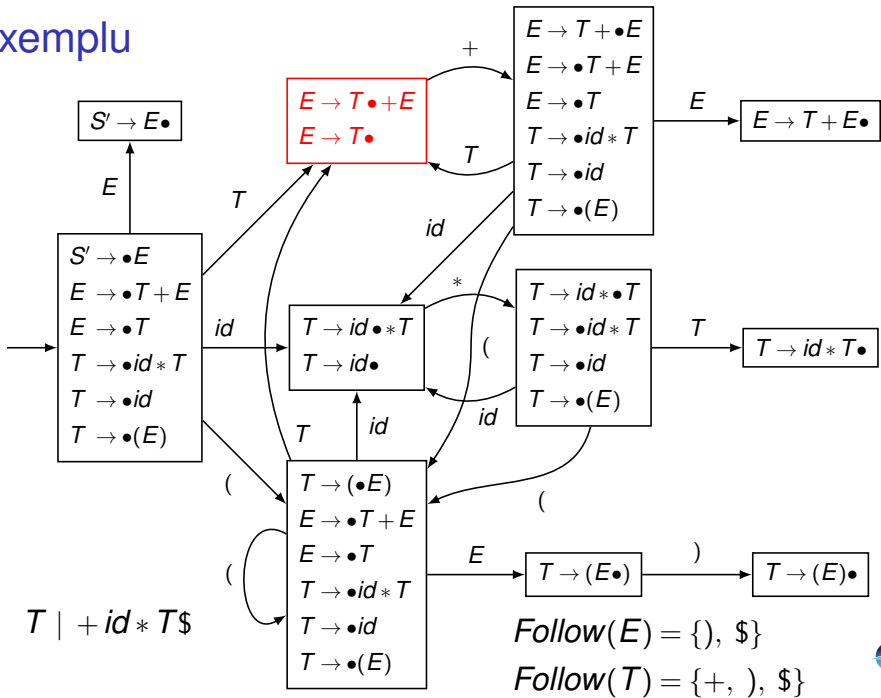 xemplu
S′ → E•
E
S′ → •E
E → •T + E
E → •T
T → •id ∗ T
T → •id
T → •(E)
T
id
(
E → T • +E
E → T•
+
T
E → T + •E
E → •T + E
E → •T
T → •id ∗ T
T → •id
T → •(E)
E
E → T + E•
id
(
T → id • ∗T
T → id•
∗
id
T → id ∗ •T
T → •id ∗ T
T → •id
T → •(E)
T
T → id ∗ T•
(
T
id
(
T → (•E)
E → •T + E
E → •T
T → •id ∗ T
T → •id
T → •(E)
E
T → (E•)
)
T → (E)•
T | + id ∗ T$
Follow(E) = {), $}
Follow(T) = {+, ), $}